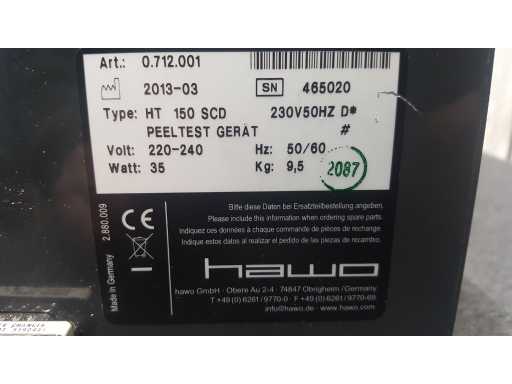 Art.: 0.712.001
2013-03 SN 465020
Type: HT 150 SCD 230V50HZ D*
PEELTEST GERÄT #
Volt: 220-240 Hz: 50/60
Watt: 35 Kg: 9,5
2087
Bitte diese Daten bei Ersatzteilbestellung angeben.
Please include this information when ordering spare parts.
Indiquez ces données à chaque commande de pièces de rechange.
Indique estos datos al realizar el pedido de las piezas de recambio.
CE
2.880.009
Made in Germany
hawo
hawo GmbH · Obere Au 2-4 · 74847 Obrigheim/Germany
T +49(0)6261/9770-0 · F +49(0)6261/9770-69
info@hawo.com · www.hawo.com